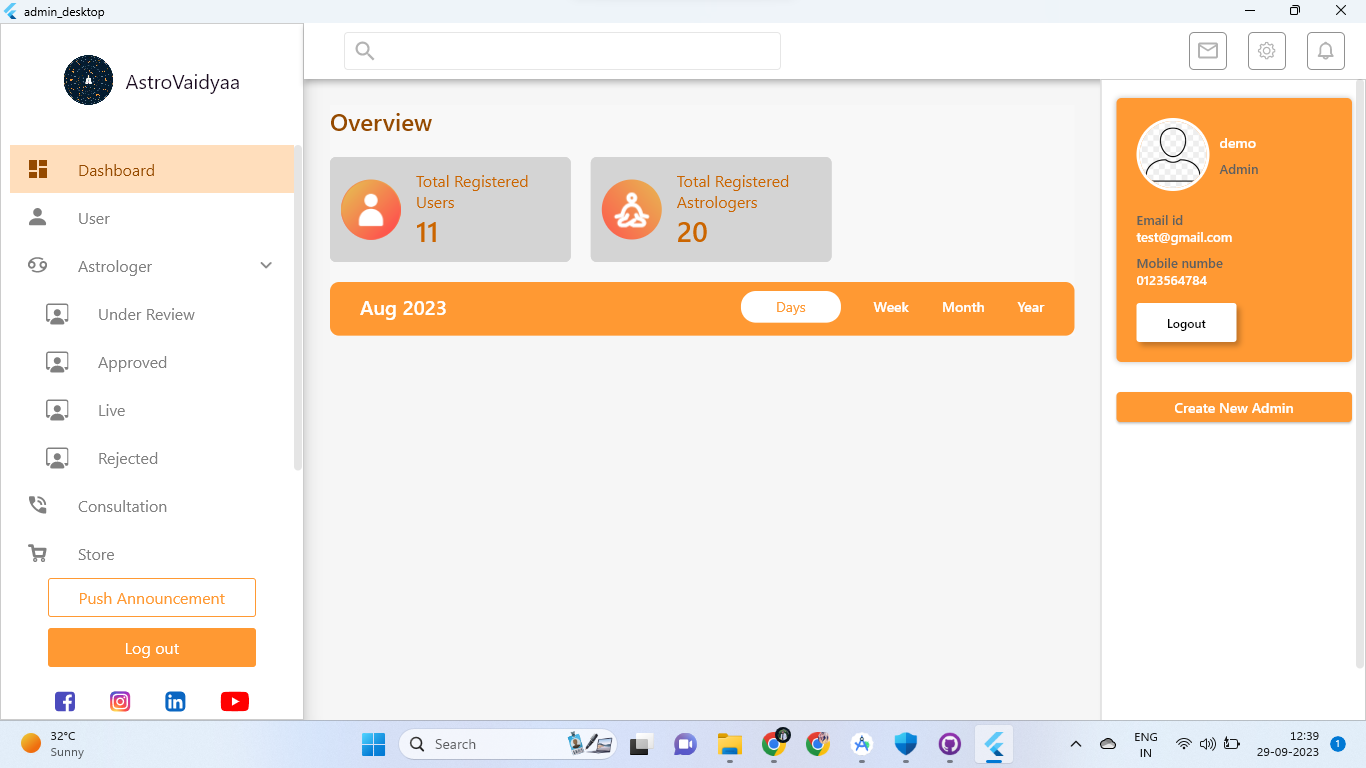 admin_desktop
AstroVaidyaa
Dashboard
User
Astrologer
Under Review
Approved
Live
Rejected
Consultation
Store
Push Announcement
Log out
Overview
Total Registered
Users
11
Total Registered
Astrologers
20
Aug 2023
Days
Week
Month
Year
demo
Admin
Email id
test@gmail.com
Mobile numbe
0123564784
Logout
Create New Admin
32°C
Sunny
Search
ENG
IN
12:39
29-09-2023
1